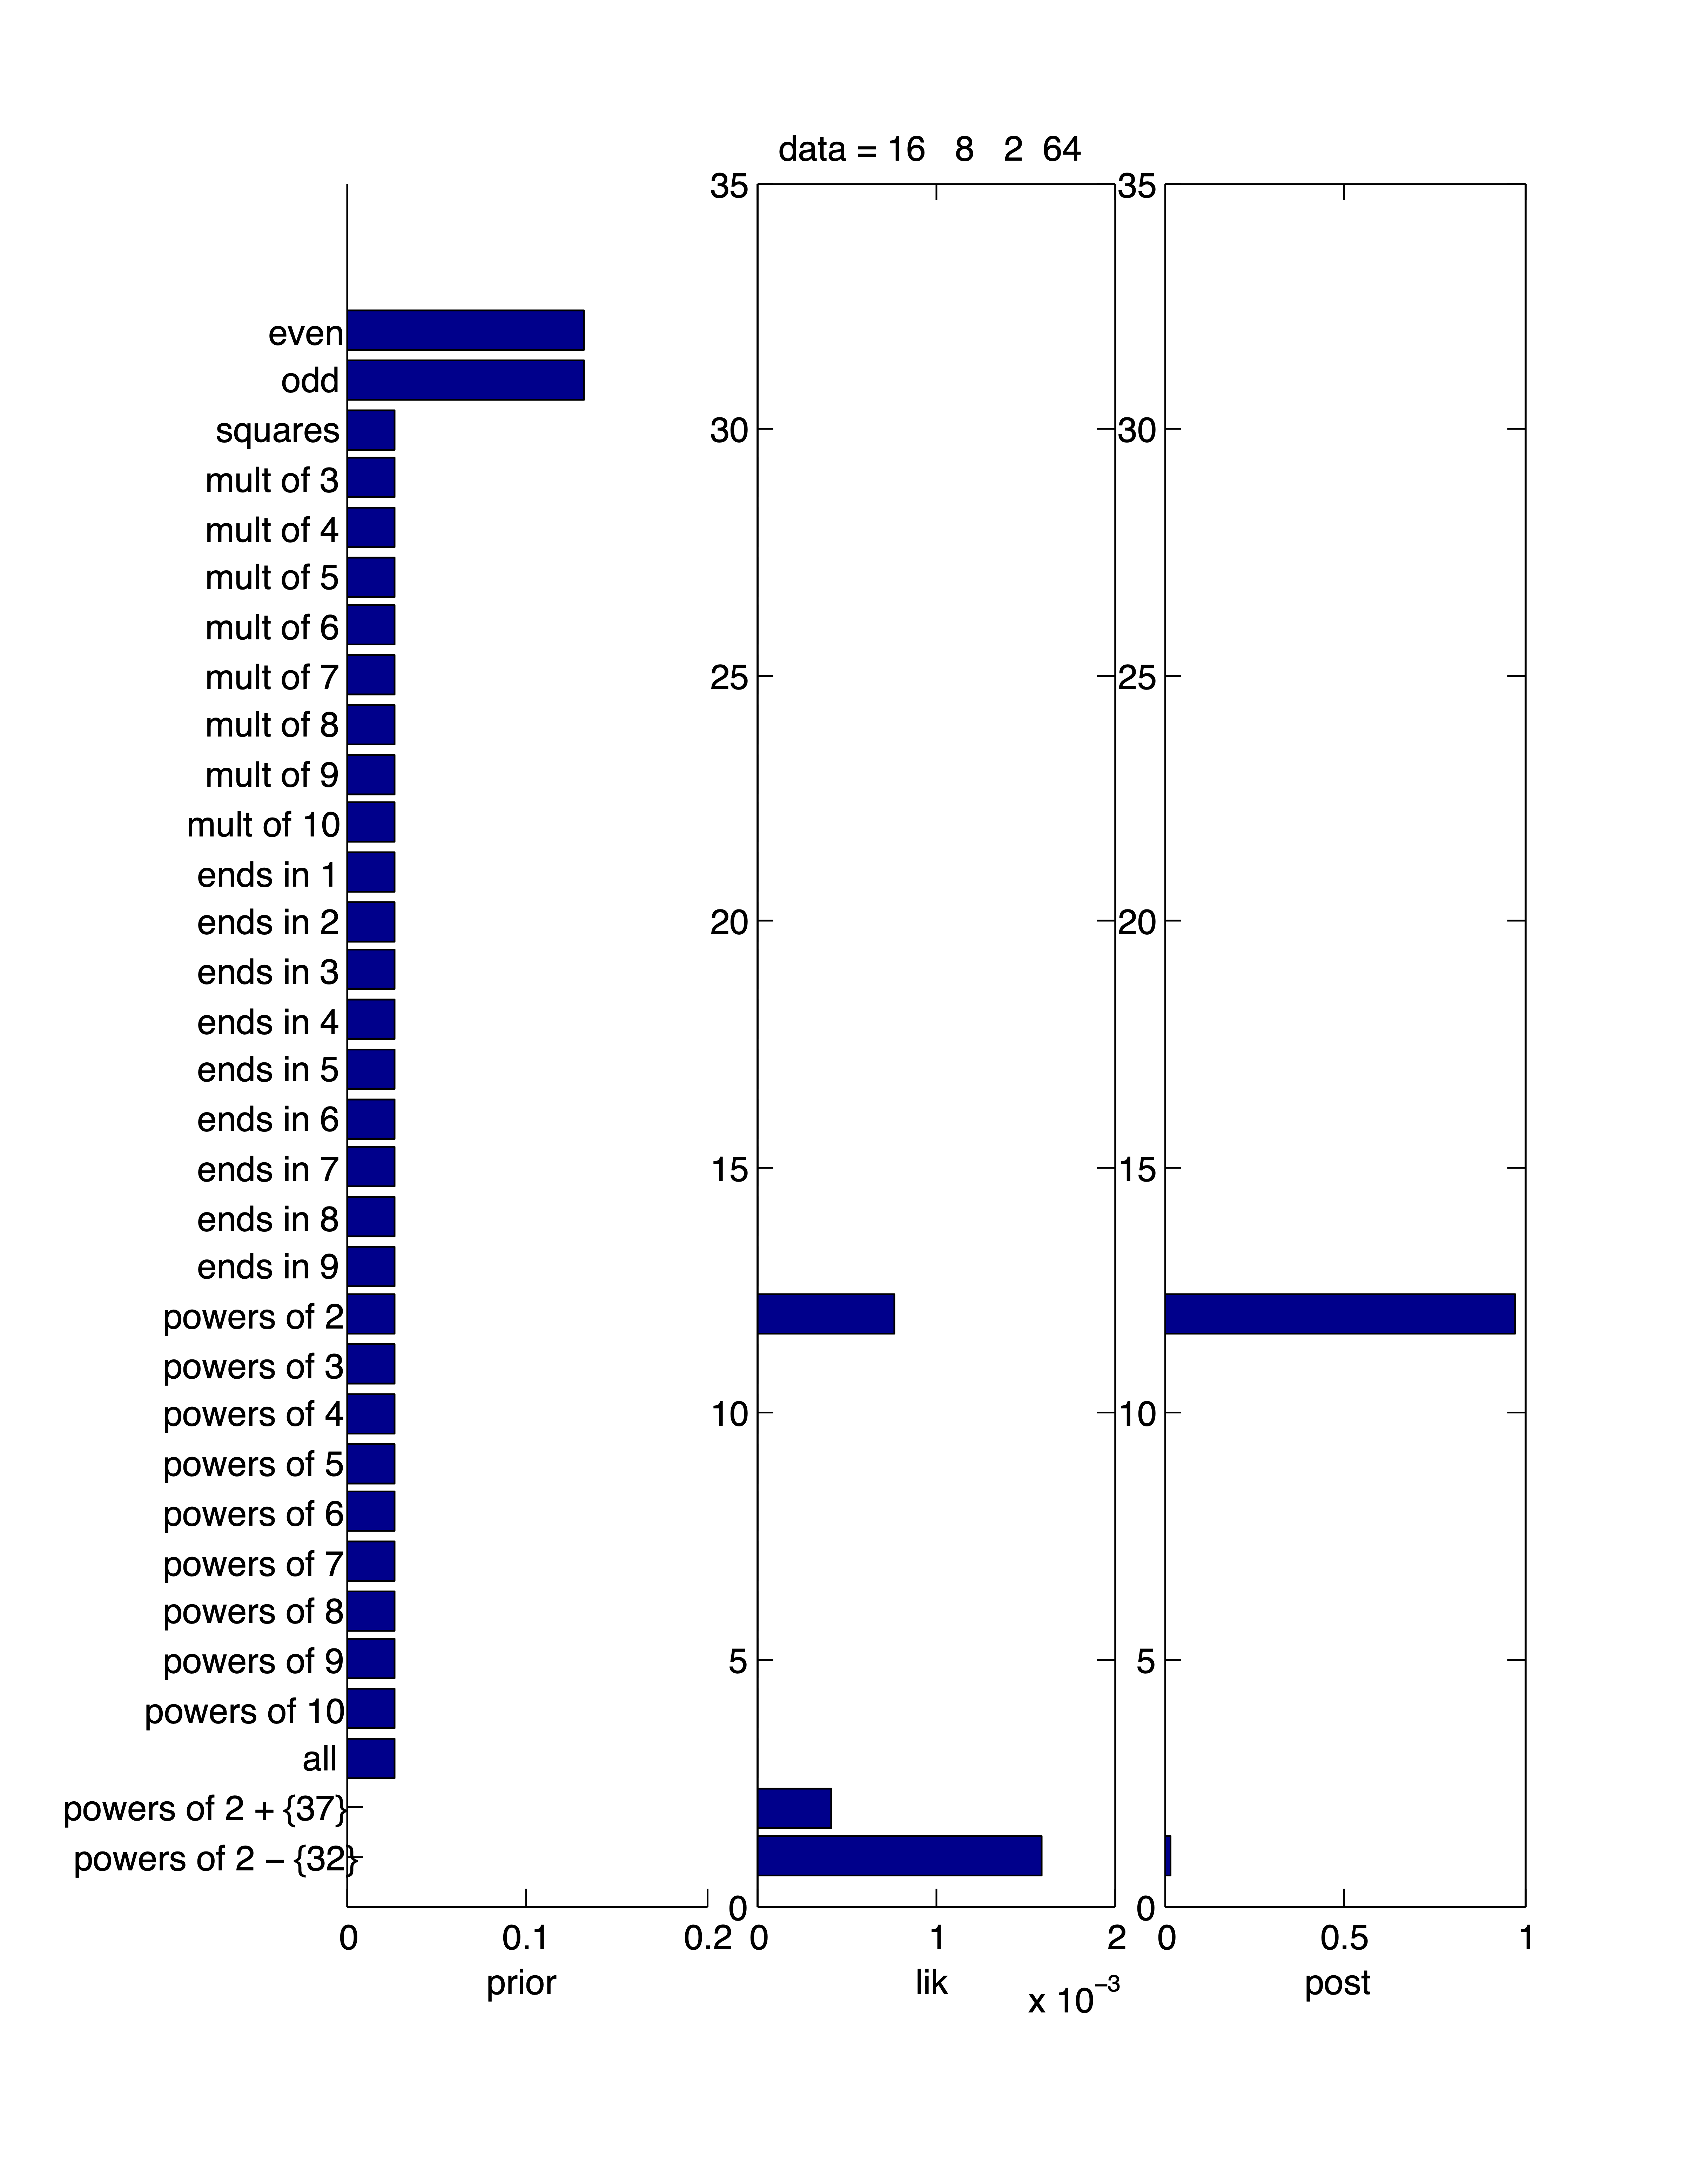 data = 16 8 2 64
even
odd
squares
mult of 3
mult of 4
mult of 5
mult of 6
mult of 7
mult of 8
mult of 9
mult of 10
ends in 1
ends in 2
ends in 3
ends in 4
ends in 5
ends in 6
ends in 7
ends in 8
ends in 9
powers of 2
powers of 3
powers of 4
powers of 5
powers of 6
powers of 7
powers of 8
powers of 9
powers of 10
all
powers of 2 + {37}
powers of 2 − {32}
0 0.1 0.2
prior
35
30
25
20
15
10
5
0
0 1 2
lik
x 10⁻³
35
30
25
20
15
10
5
0
0 0.5 1
post